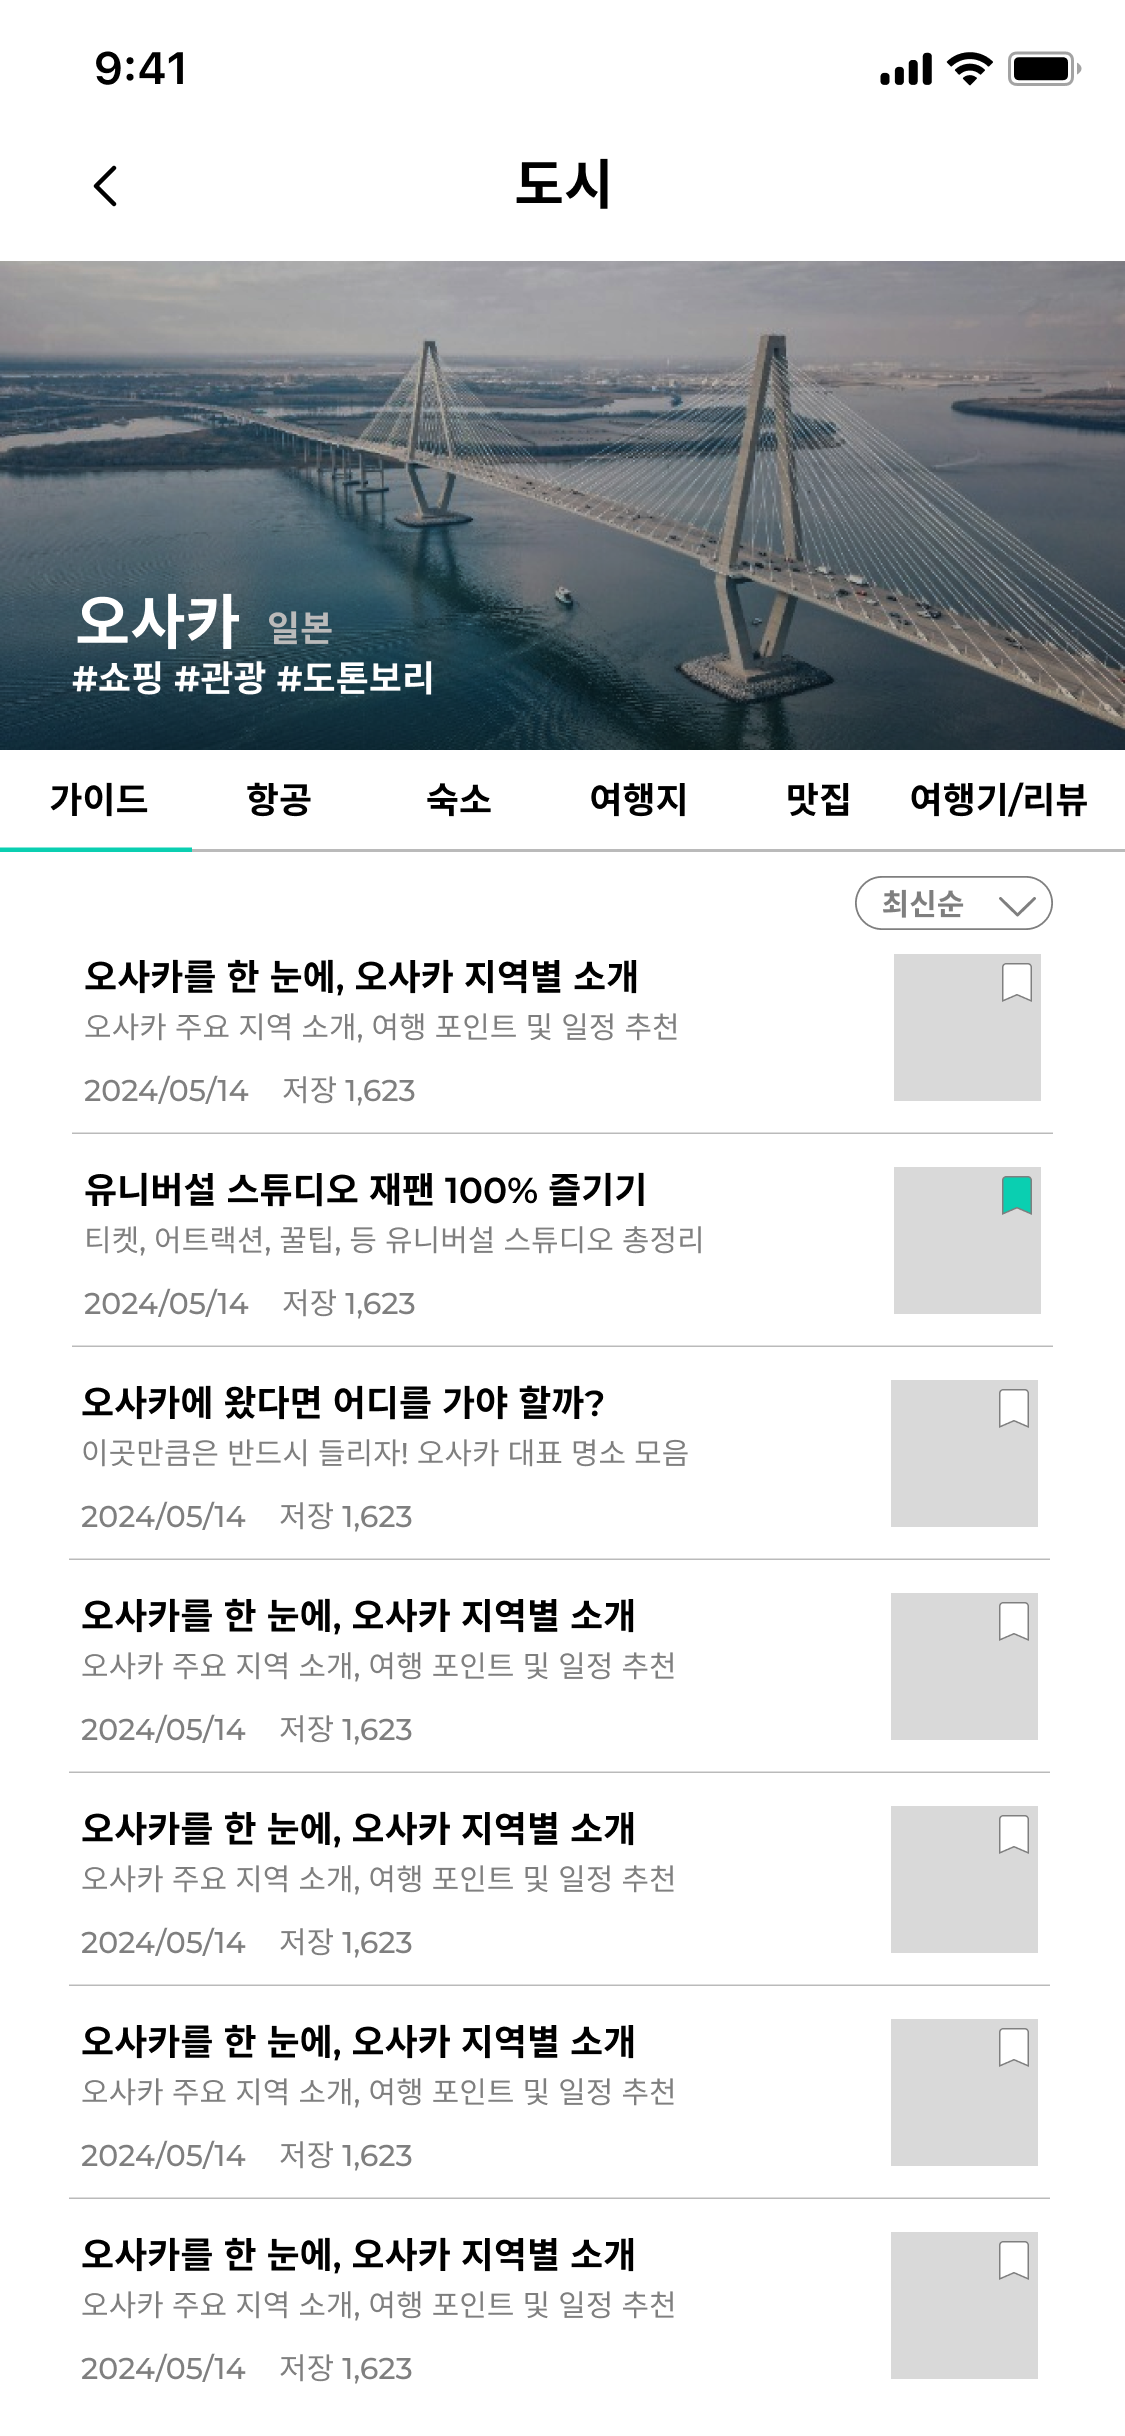 9:41
도시
오사카 일본
#쇼핑 #관광 #도톤보리
가이드 항공 숙소 여행지 맛집 여행기/리뷰
최신순
오사카를 한 눈에, 오사카 지역별 소개
오사카 주요 지역 소개, 여행 포인트 및 일정 추천
2024/05/14 저장 1,623
유니버설 스튜디오 재팬 100% 즐기기
티켓, 어트랙션, 꿀팁, 등 유니버설 스튜디오 총정리
2024/05/14 저장 1,623
오사카에 왔다면 어디를 가야 할까?
이곳만큼은 반드시 들리자! 오사카 대표 명소 모음
2024/05/14 저장 1,623
오사카를 한 눈에, 오사카 지역별 소개
오사카 주요 지역 소개, 여행 포인트 및 일정 추천
2024/05/14 저장 1,623
오사카를 한 눈에, 오사카 지역별 소개
오사카 주요 지역 소개, 여행 포인트 및 일정 추천
2024/05/14 저장 1,623
오사카를 한 눈에, 오사카 지역별 소개
오사카 주요 지역 소개, 여행 포인트 및 일정 추천
2024/05/14 저장 1,623
오사카를 한 눈에, 오사카 지역별 소개
오사카 주요 지역 소개, 여행 포인트 및 일정 추천
2024/05/14 저장 1,623